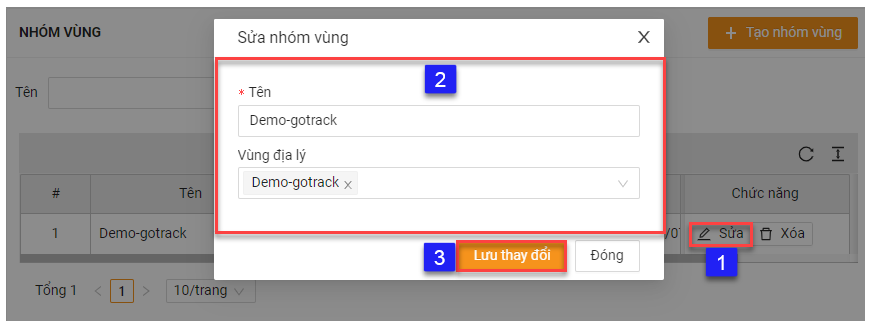 NHÓM VÙNG
+ Tạo nhóm vùng
Sửa nhóm vùng
X
2
Tên
* Tên
Demo-gotrack
Vùng địa lý
Demo-gotrack x
# Tên Chức năng
1 Demo-gotrack Sửa Xóa
1
3 Lưu thay đổi Đóng
Tổng 1 < 1 > 10/trang